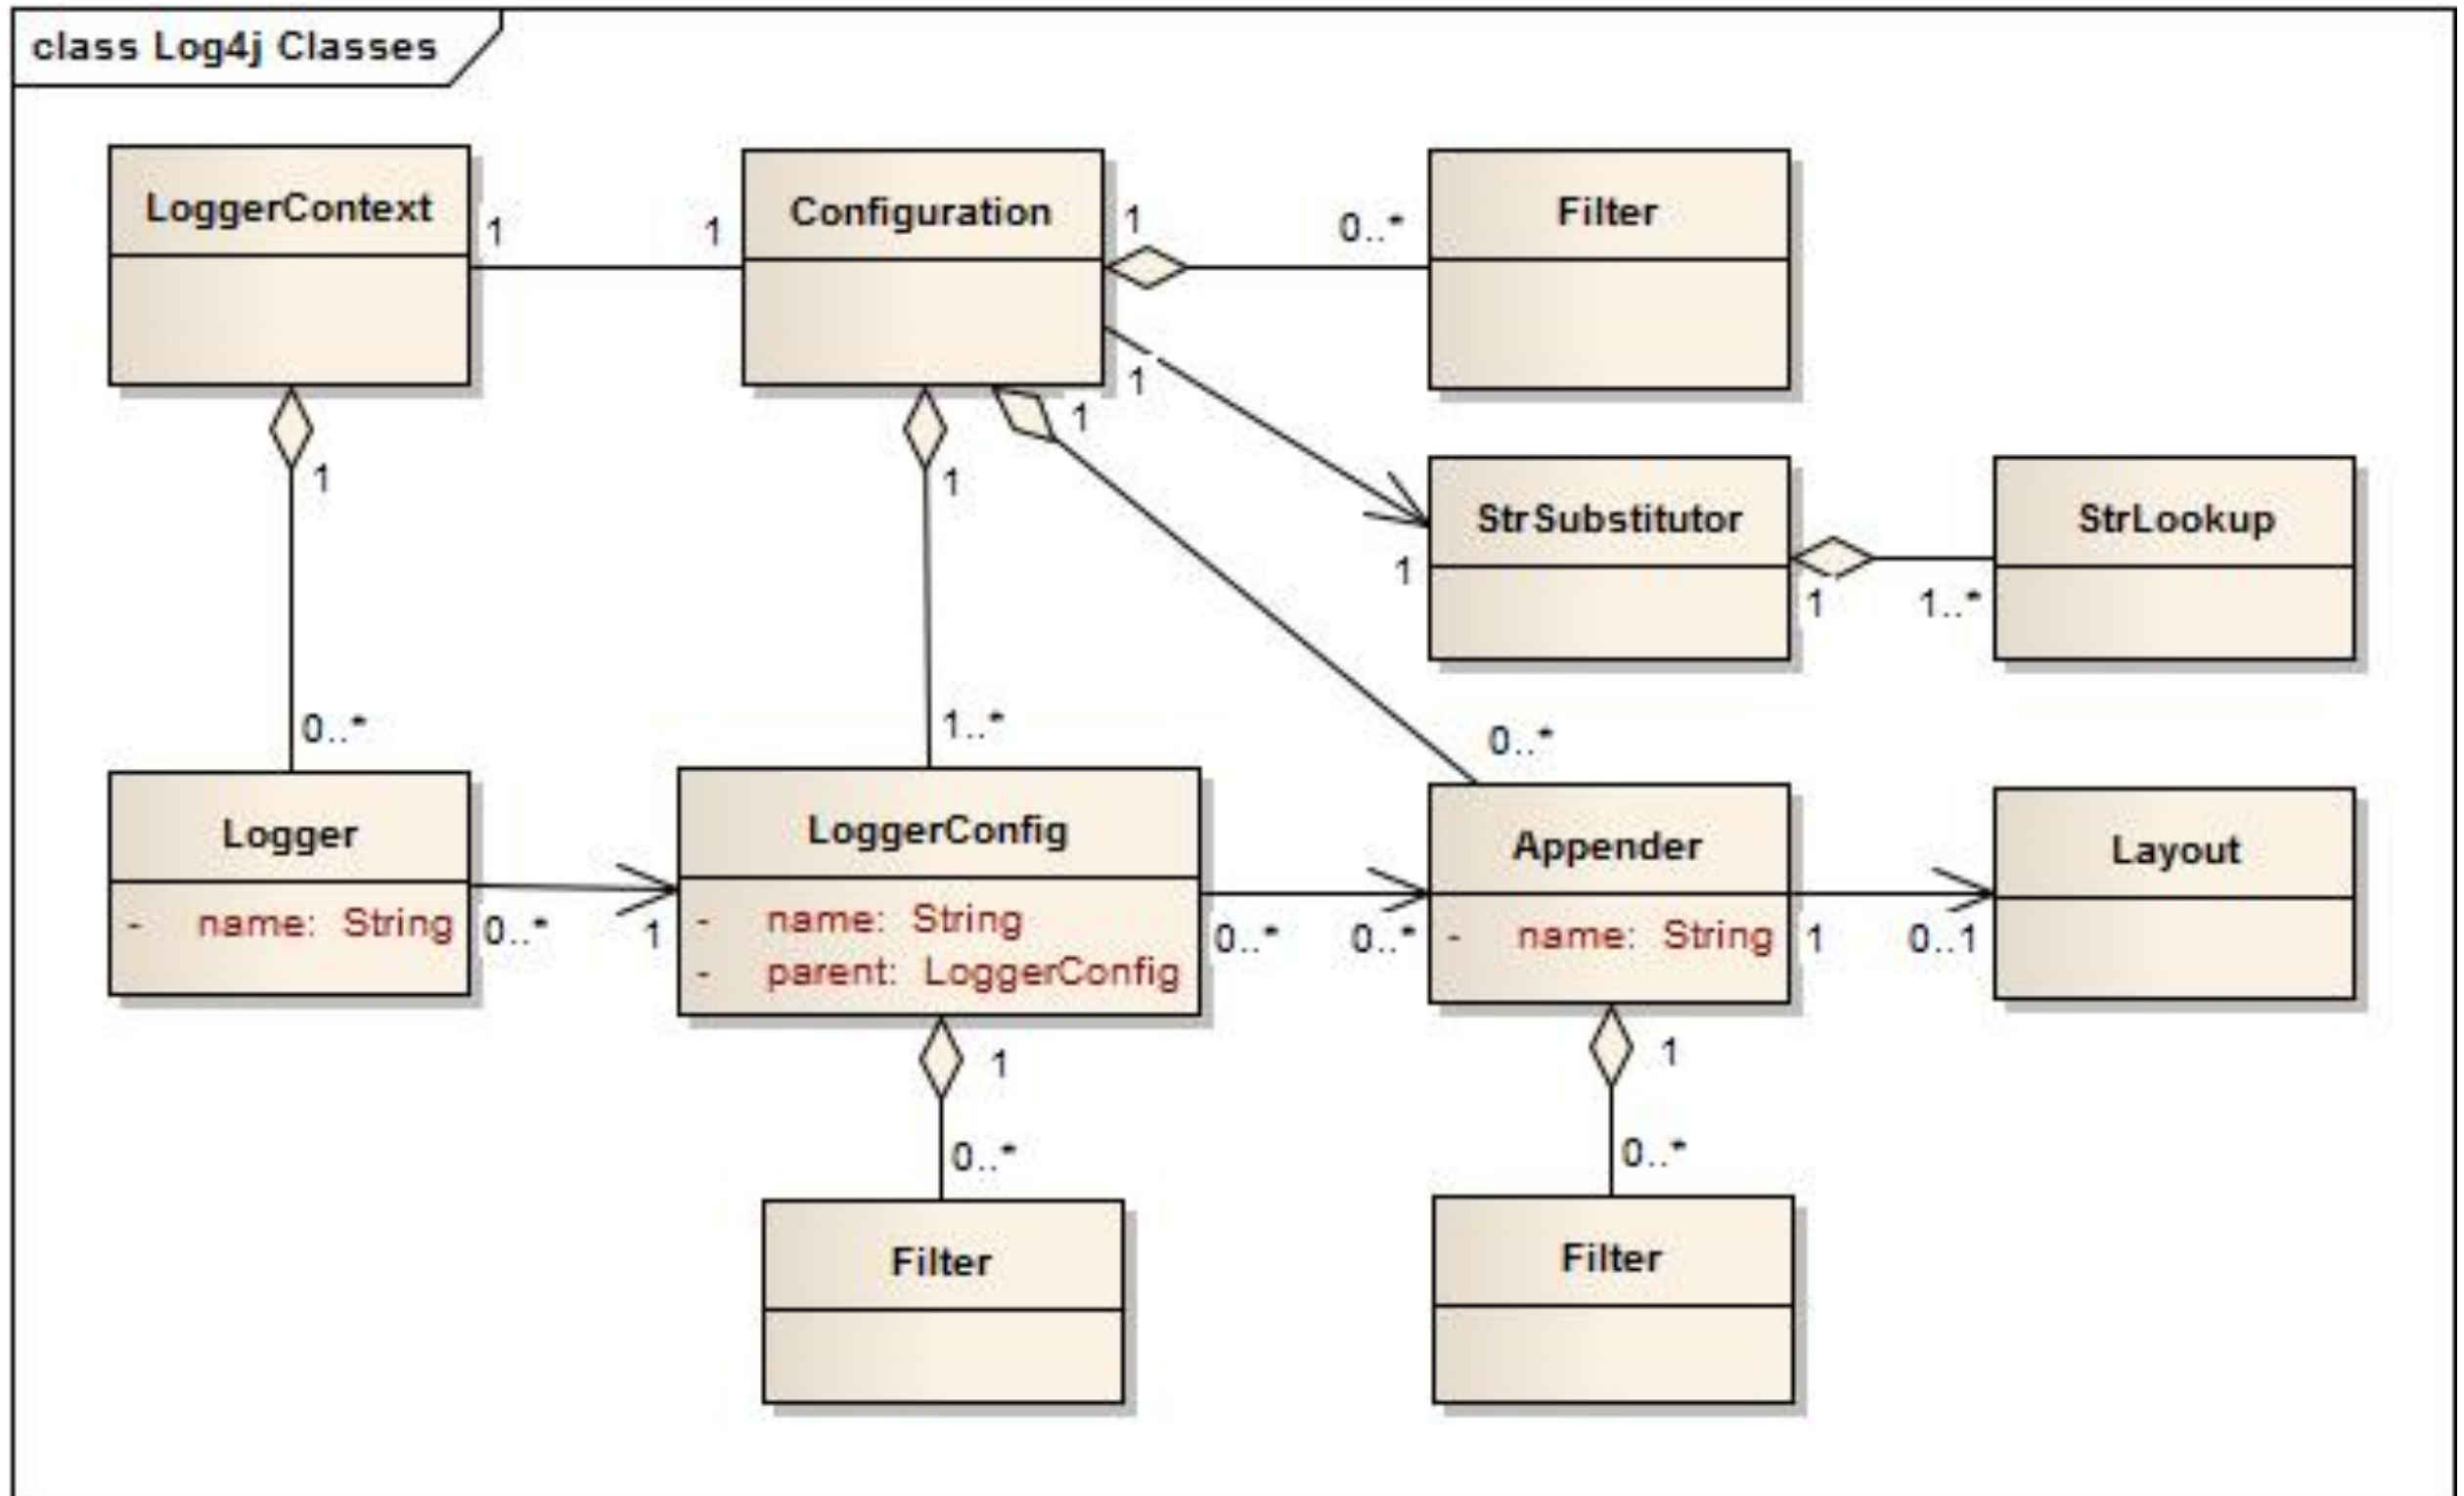 class Log4j Classes
LoggerContext
Configuration
Filter
1
1
1
0..*
1
1
1
1
StrSubstitutor
StrLookup
1
1
1..*
0..*
1..*
0..*
Logger
LoggerConfig
Appender
Layout
- name: String
0..*
1
- name: String
- parent: LoggerConfig
0..*
0..*
- name: String
1
0..1
1
1
0..*
0..*
Filter
Filter